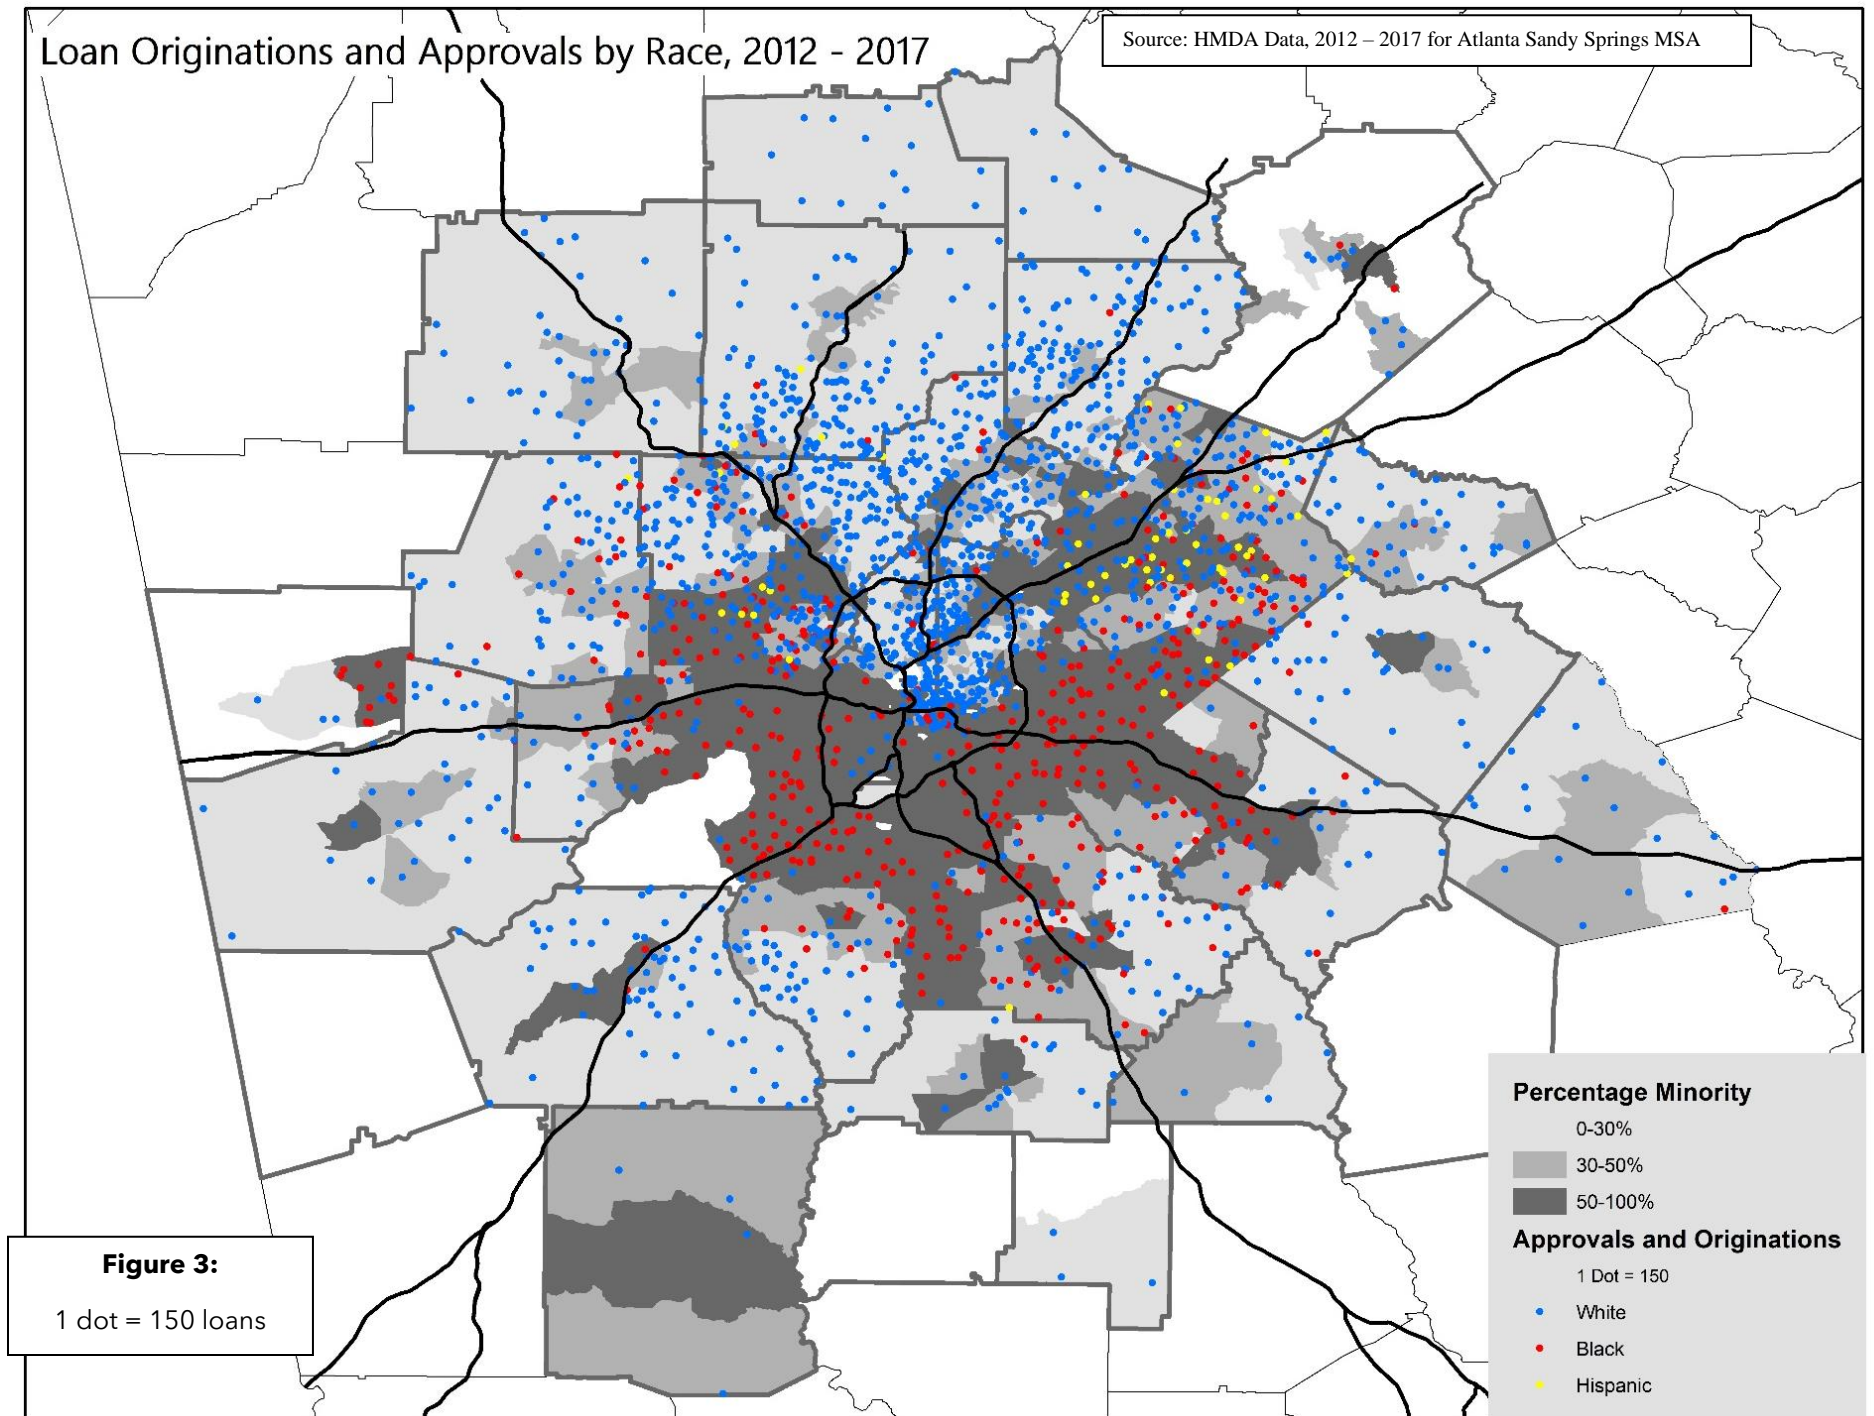 Loan Originations and Approvals by Race, 2012 - 2017
Source: HMDA Data, 2012 – 2017 for Atlanta Sandy Springs MSA
Percentage Minority
0-30%
30-50%
50-100%
Approvals and Originations
1 Dot = 150
White
Black
Hispanic
Figure 3:
1 dot = 150 loans